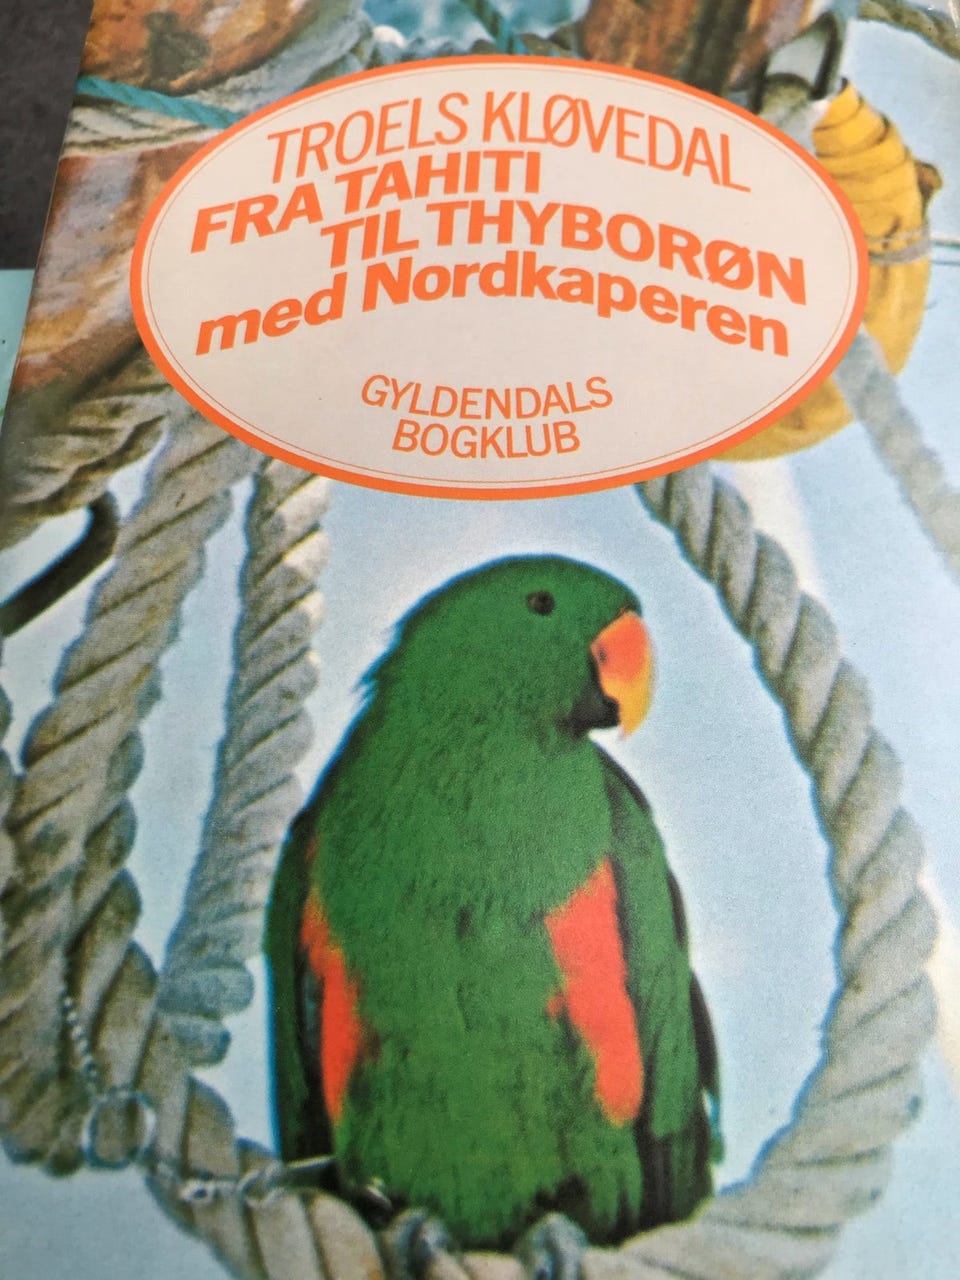 TROELS KLØVEDAL
FRA TAHITI
TIL THYBORØN
med Nordkaperen
GYLDENDALS
BOGKLUB